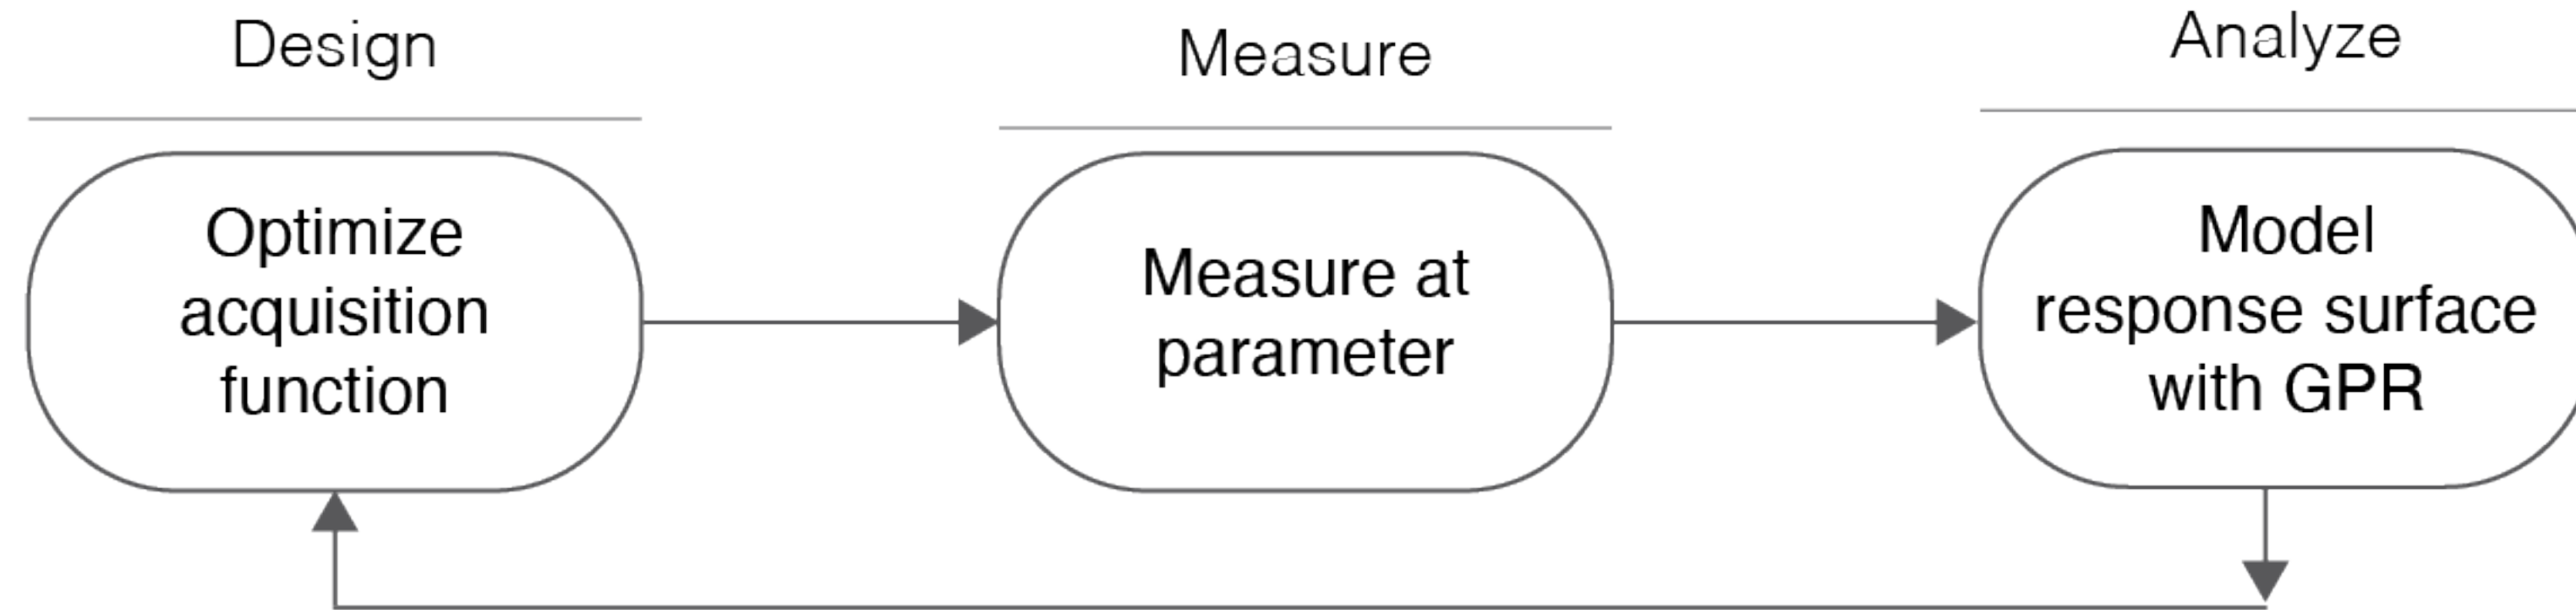 Design
Optimize
acquisition
function
Measure
Measure at
parameter
Analyze
Model
response surface
with GPR